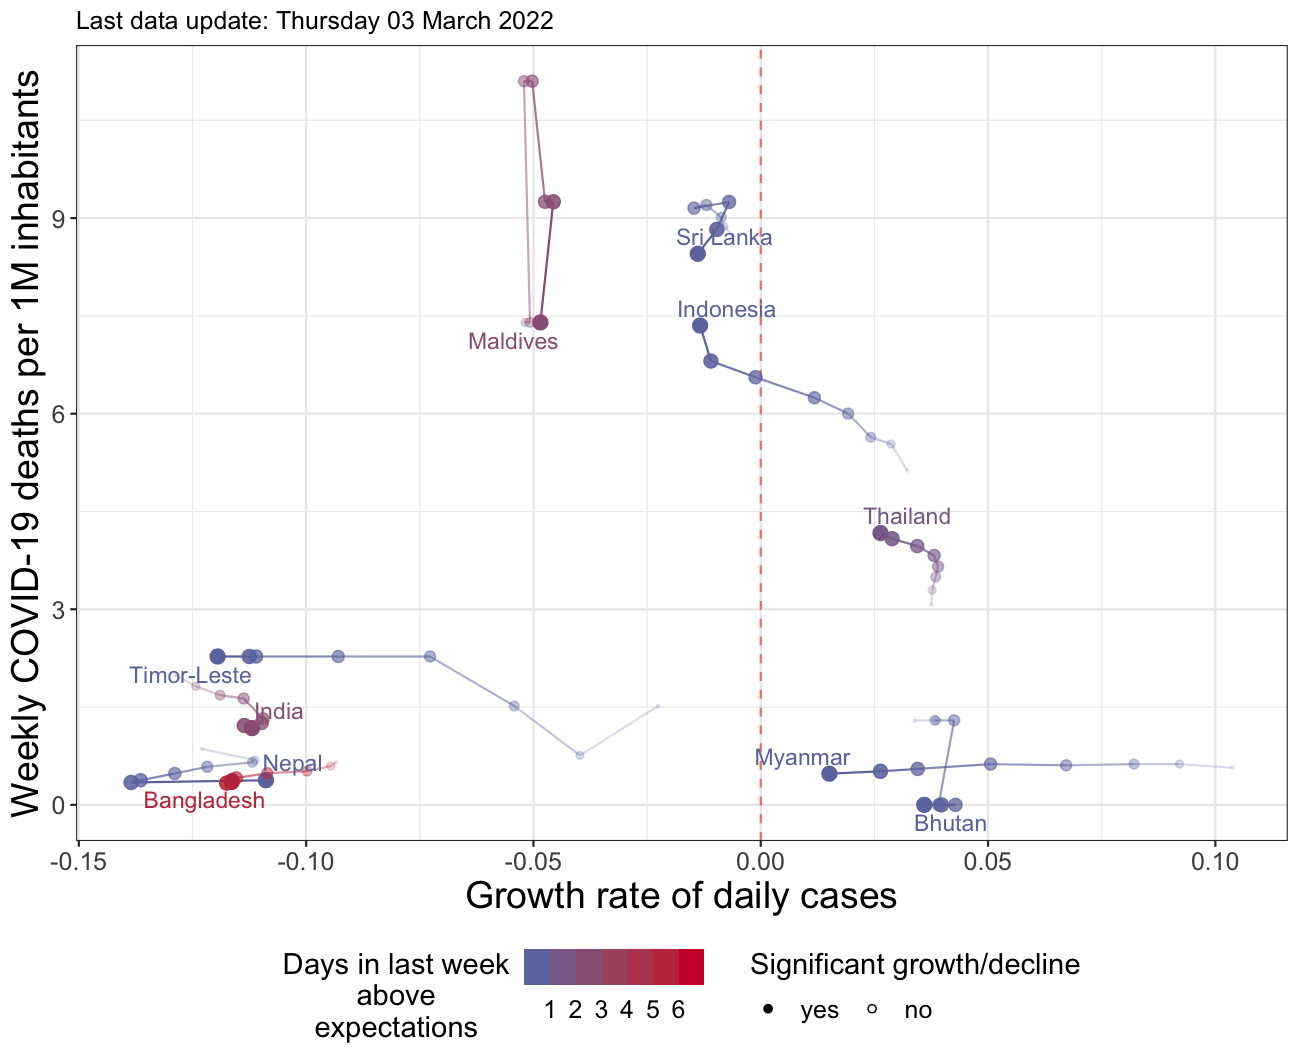 Last data update: Thursday 03 March 2022
Weekly COVID-19 deaths per 1M inhabitants
9
6
3
0
Maldives
Sri Lanka
Indonesia
Thailand
Timor-Leste
India
Nepal
Bangladesh
Myanmar
Bhutan
-0.15 -0.10 -0.05 0.00 0.05 0.10
Growth rate of daily cases
Days in last week
above
expectations
1 2 3 4 5 6
Significant growth/decline
yes no